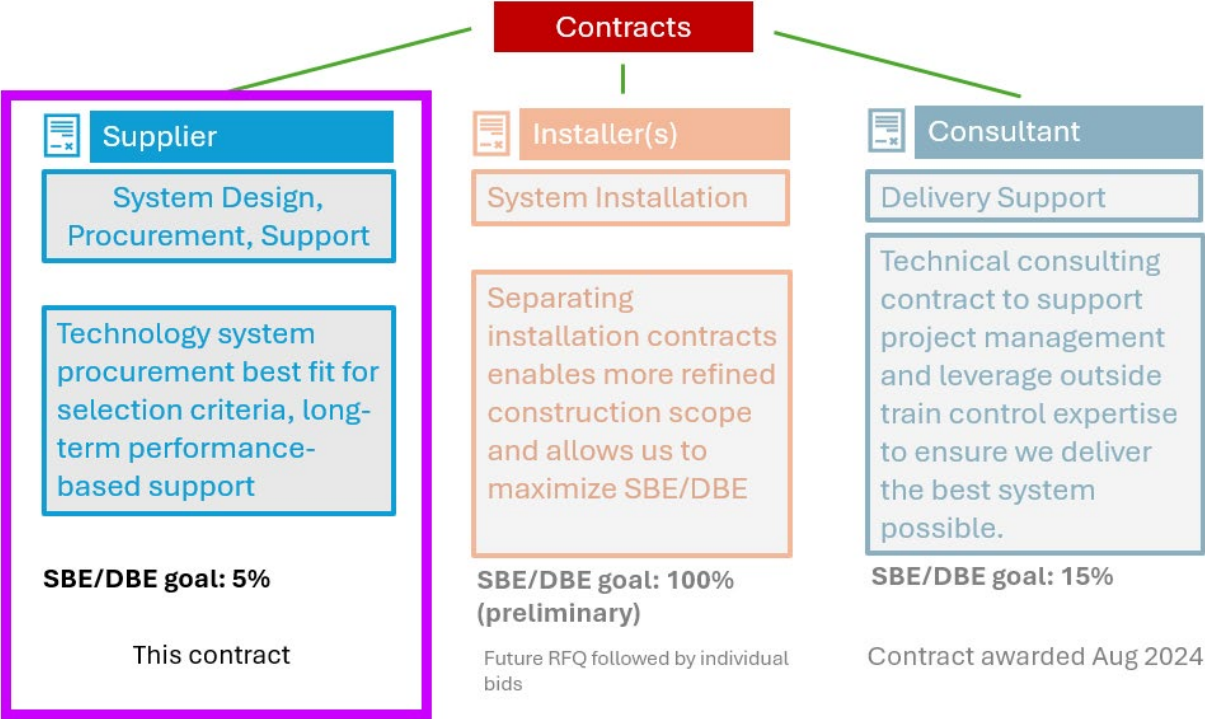 Contracts
Supplier
System Design,
Procurement, Support
Technology system
procurement best fit for
selection criteria, long-
term performance-
based support
SBE/DBE goal: 5%
This contract
Installer(s)
System Installation
Separating
installation contracts
enables more refined
construction scope
and allows us to
maximize SBE/DBE
SBE/DBE goal: 100%
(preliminary)
Future RFQ followed by individual
bids
Consultant
Delivery Support
Technical consulting
contract to support
project management
and leverage outside
train control expertise
to ensure we deliver
the best system
possible.
SBE/DBE goal: 15%
Contract awarded Aug 2024